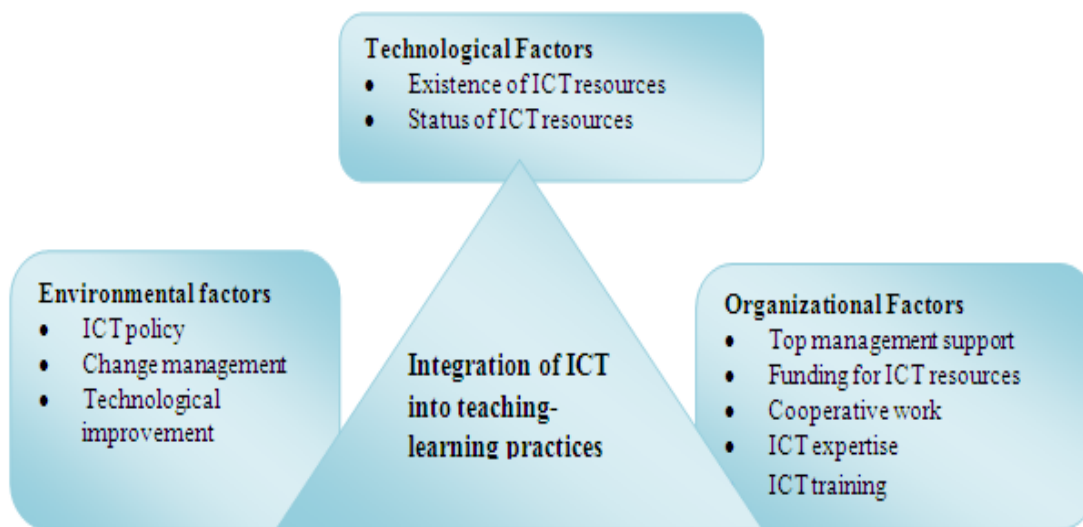 Technological Factors
• Existence of ICT resources
• Status of ICT resources
Environmental factors
• ICT policy
• Change management
• Technological
improvement
Integration of ICT
into teaching-
learning practices
Organizational Factors
• Top management support
• Funding for ICT resources
• Cooperative work
• ICT expertise
ICT training